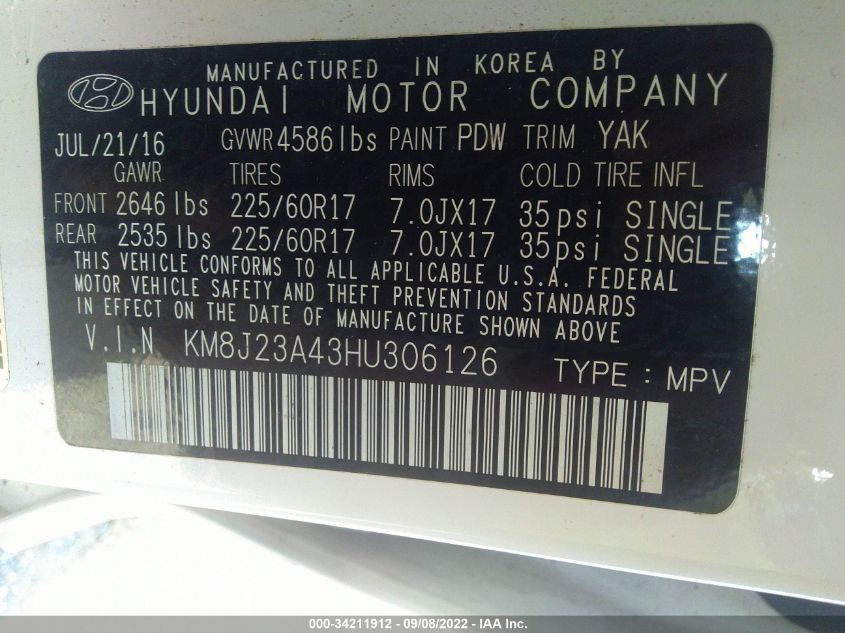 MANUFACTURED IN KOREA BY
HYUNDAI MOTOR COMPANY
JUL/21/16 GVWR 4586 lbs PAINT PDW TRIM YAK
GAWR TIRES RIMS COLD TIRE INFL
FRONT 2646 lbs 225/60R17 7.0JX17 35psi SINGLE
REAR 2535 lbs 225/60R17 7.0JX17 35psi SINGLE
THIS VEHICLE CONFORMS TO ALL APPLICABLE U.S.A. FEDERAL
MOTOR VEHICLE SAFETY AND THEFT PREVENTION STANDARDS
IN EFFECT ON THE DATE OF MANUFACTURE SHOWN ABOVE
V.I.N KM8J23A43HU306126 TYPE : MPV
000-34211912 - 09/08/2022 - IAA Inc.